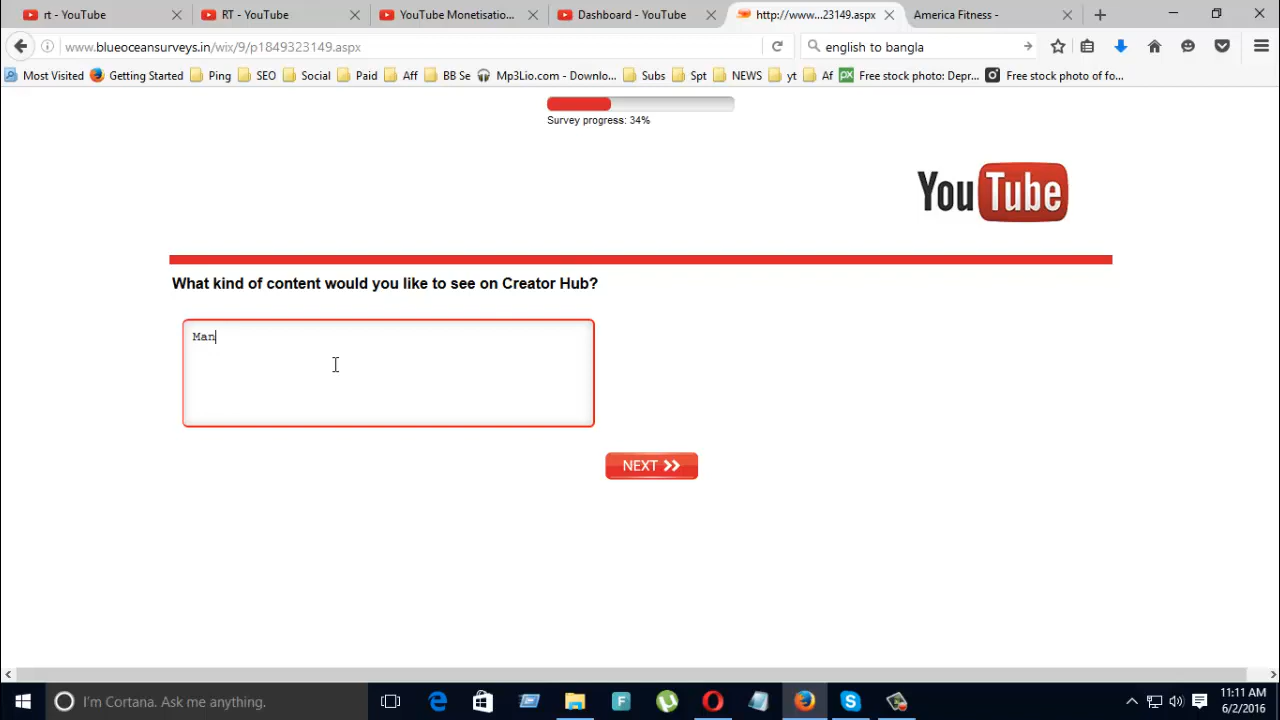 rt - YouTube
RT - YouTube
YouTube Monetisatio...
Dashboard - YouTube
http://www...23149.aspx
America Fitness -
www.blueoceansurveys.in/wix/9/p1849323149.aspx
english to bangla
Most Visited
Getting Started
Ping
SEO
Social
Paid
Aff
BB Se
Mp3Lio.com - Downlo...
Subs
Spt
NEWS
yt
Af
px
Free stock photo: Depr...
Free stock photo of fo...
Survey progress: 34%
YouTube
What kind of content would you like to see on Creator Hub?
Man
NEXT
I'm Cortana. Ask me anything.
F
11:11 AM
6/2/2016